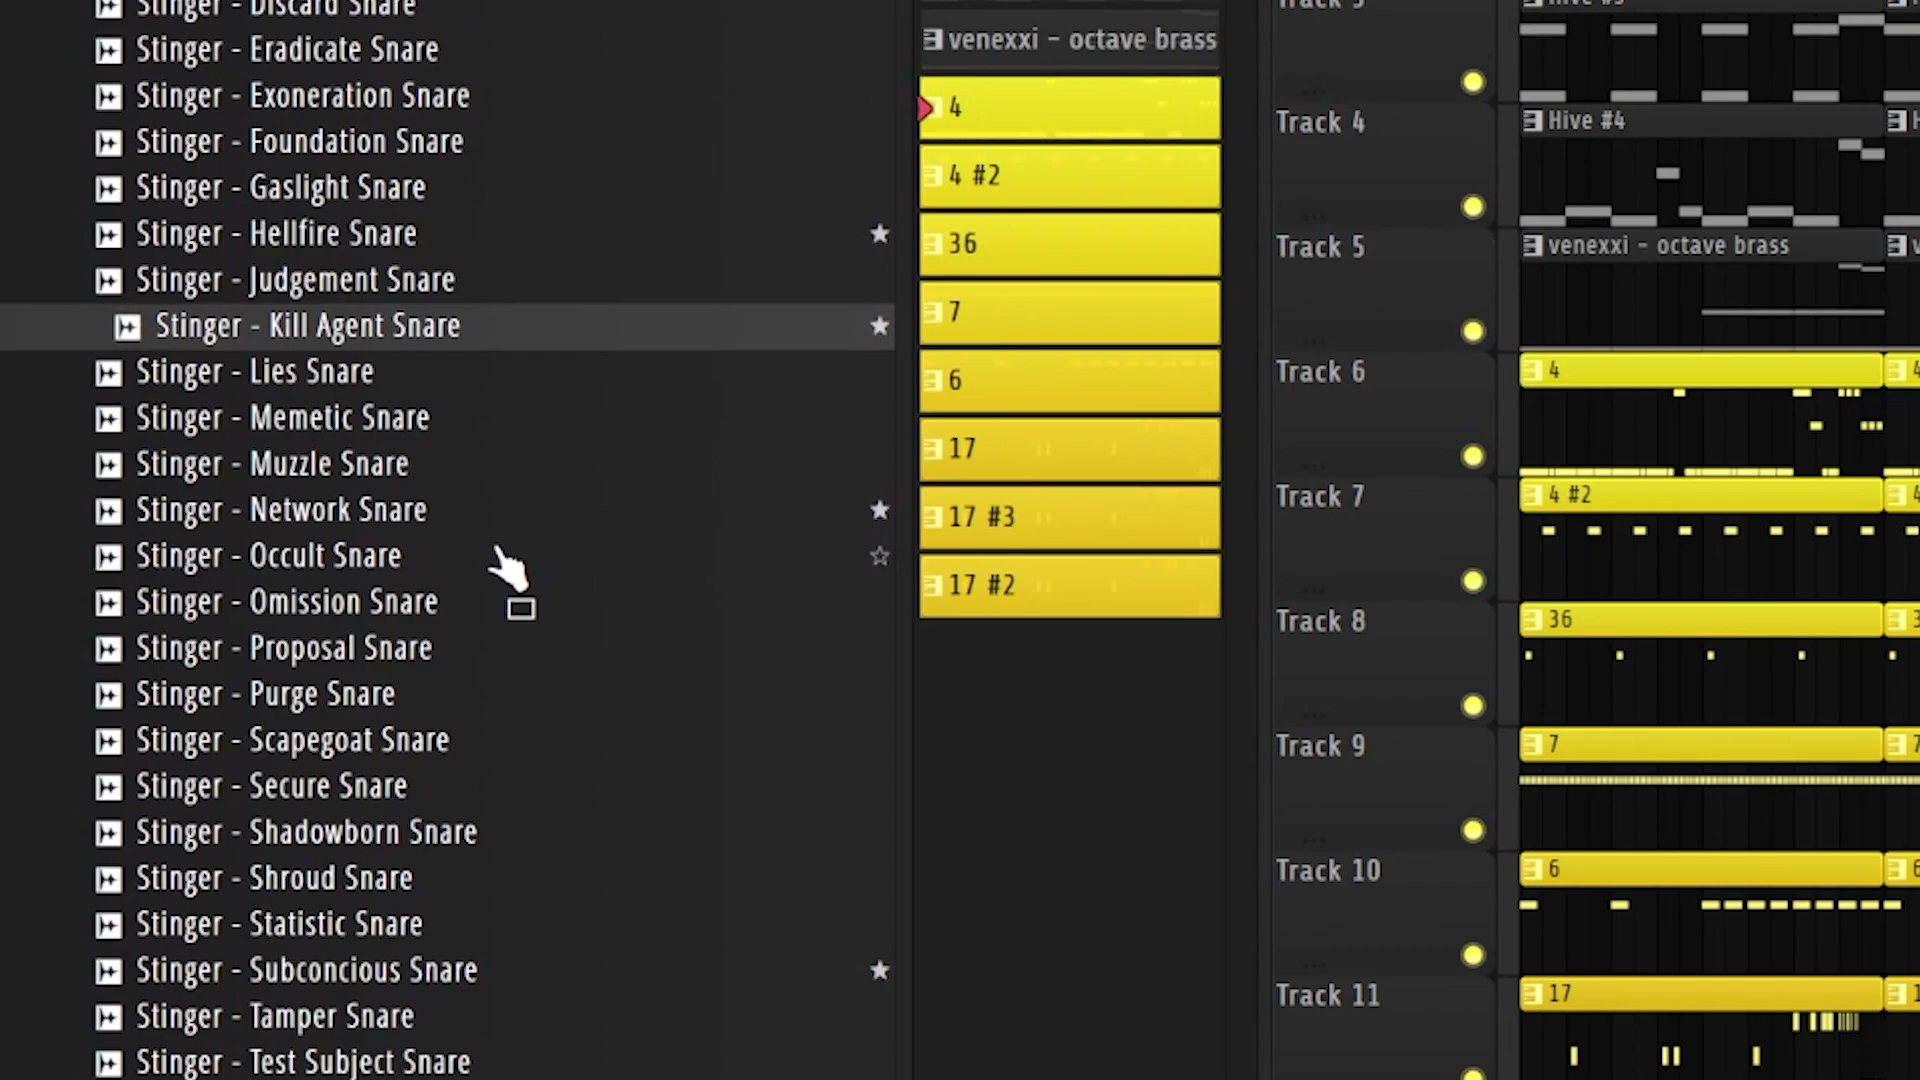 Stinger - Discard Snare
Stinger - Eradicate Snare
Stinger - Exoneration Snare
Stinger - Foundation Snare
Stinger - Gaslight Snare
Stinger - Hellfire Snare
Stinger - Judgement Snare
Stinger - Kill Agent Snare
Stinger - Lies Snare
Stinger - Memetic Snare
Stinger - Muzzle Snare
Stinger - Network Snare
Stinger - Occult Snare
Stinger - Omission Snare
Stinger - Proposal Snare
Stinger - Purge Snare
Stinger - Scapegoat Snare
Stinger - Secure Snare
Stinger - Shadowborn Snare
Stinger - Shroud Snare
Stinger - Statistic Snare
Stinger - Subconcious Snare
Stinger - Tamper Snare
Stinger - Test Subject Snare
venexxi - octave brass
4
4 #2
36
7
6
17
17 #3
17 #2
Track 4
Track 5
Track 6
Track 7
Track 8
Track 9
Track 10
Track 11
Hive #4
venexxi - octave brass
4
4 #2
36
7
6
17